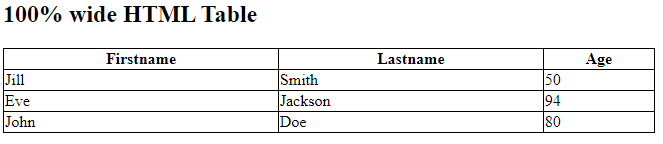 100% wide HTML Table
Firstname Lastname Age
Jill Smith 50
Eve Jackson 94
John Doe 80